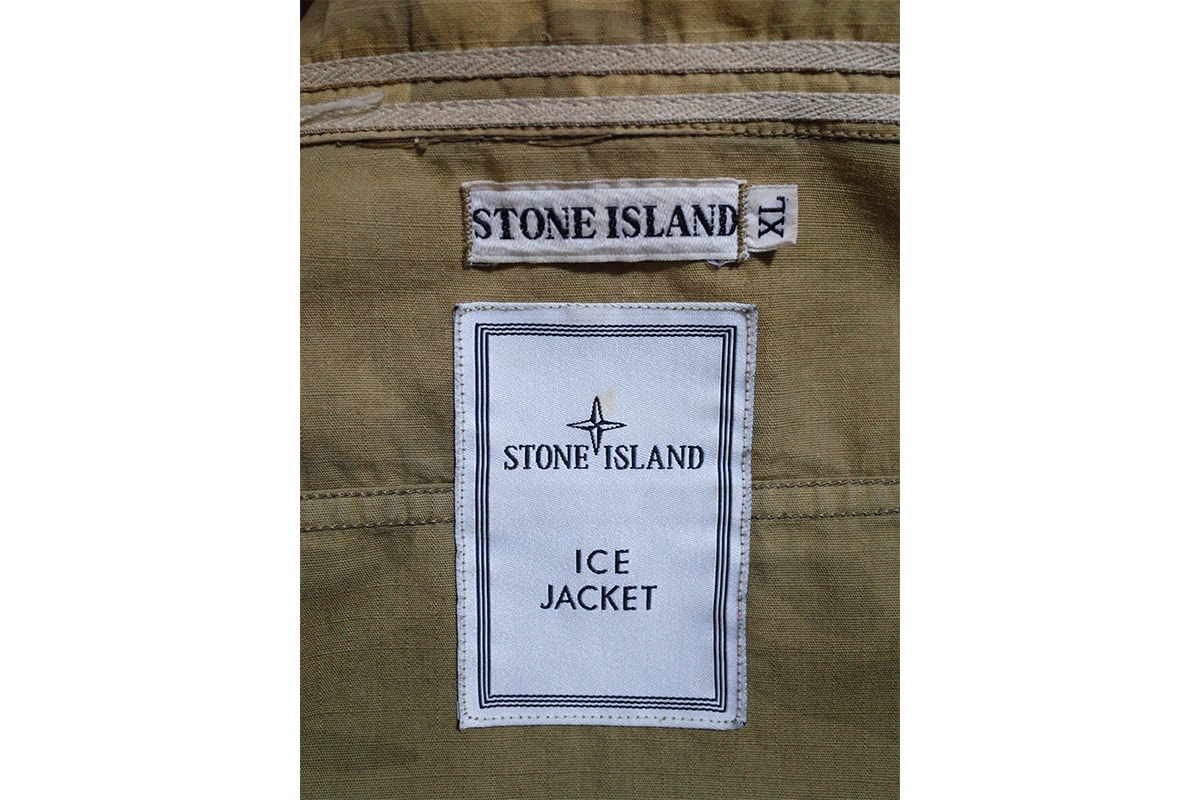 STONE ISLAND
XL
STONE ISLAND
ICE
JACKET